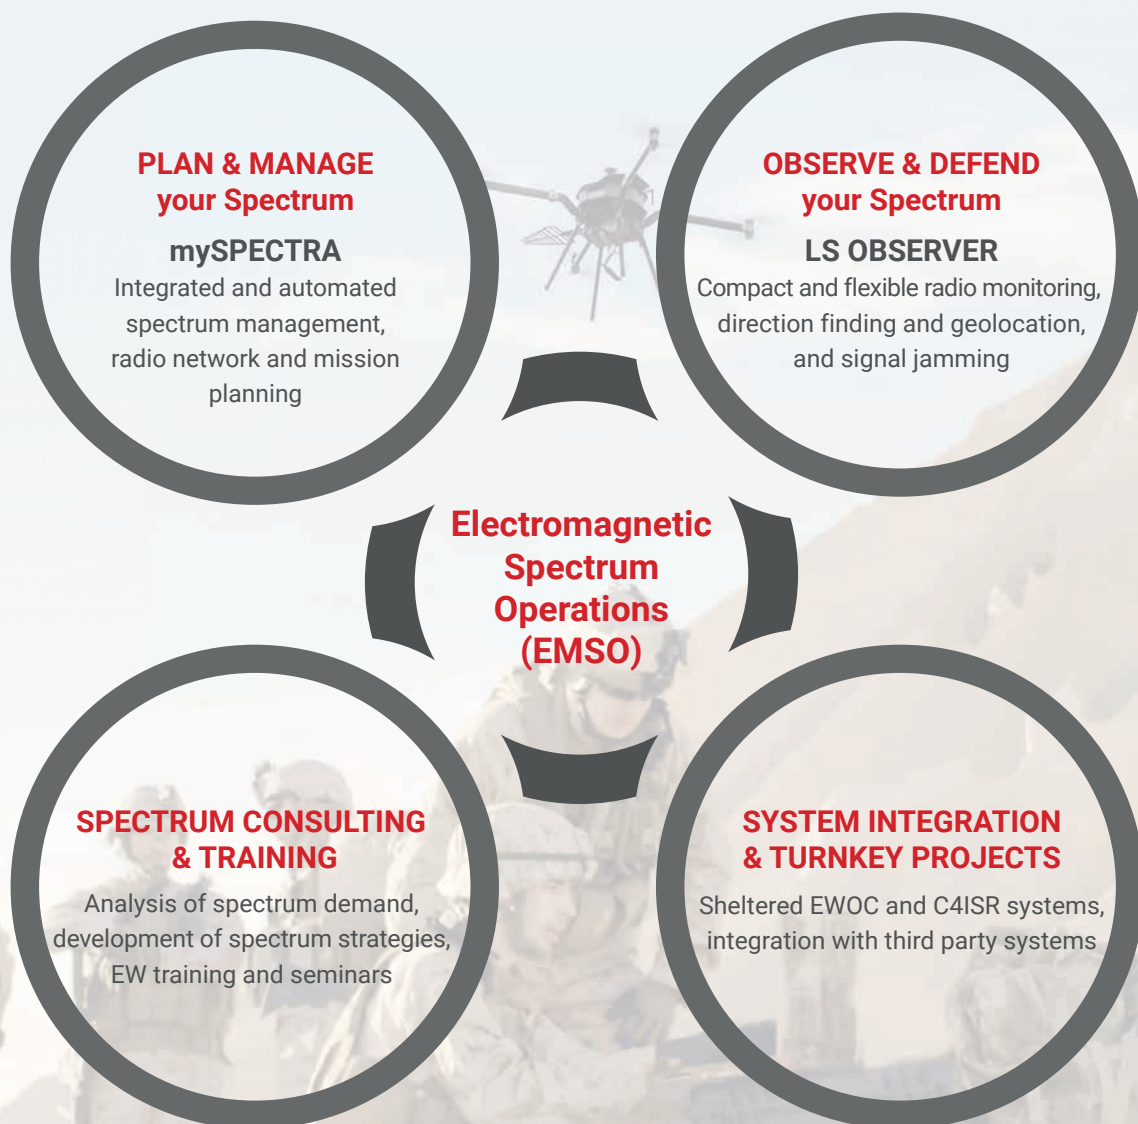 PLAN & MANAGE
your Spectrum
mySPECTRA
Integrated and automated
spectrum management,
radio network and mission
planning
OBSERVE & DEFEND
your Spectrum
LS OBSERVER
Compact and flexible radio monitoring,
direction finding and geolocation,
and signal jamming
Electromagnetic
Spectrum
Operations
(EMSO)
SPECTRUM CONSULTING
& TRAINING
Analysis of spectrum demand,
development of spectrum strategies,
EW training and seminars
SYSTEM INTEGRATION
& TURNKEY PROJECTS
Sheltered EWOC and C4ISR systems,
integration with third party systems